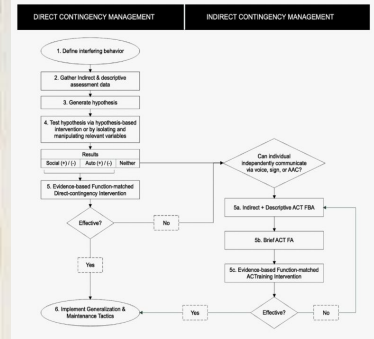 DIRECT CONTINGENCY MANAGEMENT
INDIRECT CONTINGENCY MANAGEMENT
1. Define interfering behavior
2. Gather Indirect & descriptive
assessment data
3. Generate hypothesis
4. Test hypothesis via hypothesis-based
intervention or by isolating and
manipulating relevant variables
Results
Social (+) / (-) Auto (+) / (-) Neither
5. Evidence-based Function-matched
Direct-contingency Intervention
Effective?
No
Yes
6. Implement Generalization &
Maintenance Tactics
Can individual
independently communicate
via voice, sign, or AAC?
5a. Indirect + Descriptive ACT FBA
5b. Brief ACT FA
5c. Evidence-based Function-matched
ACTraining Intervention
Yes
Effective?
No